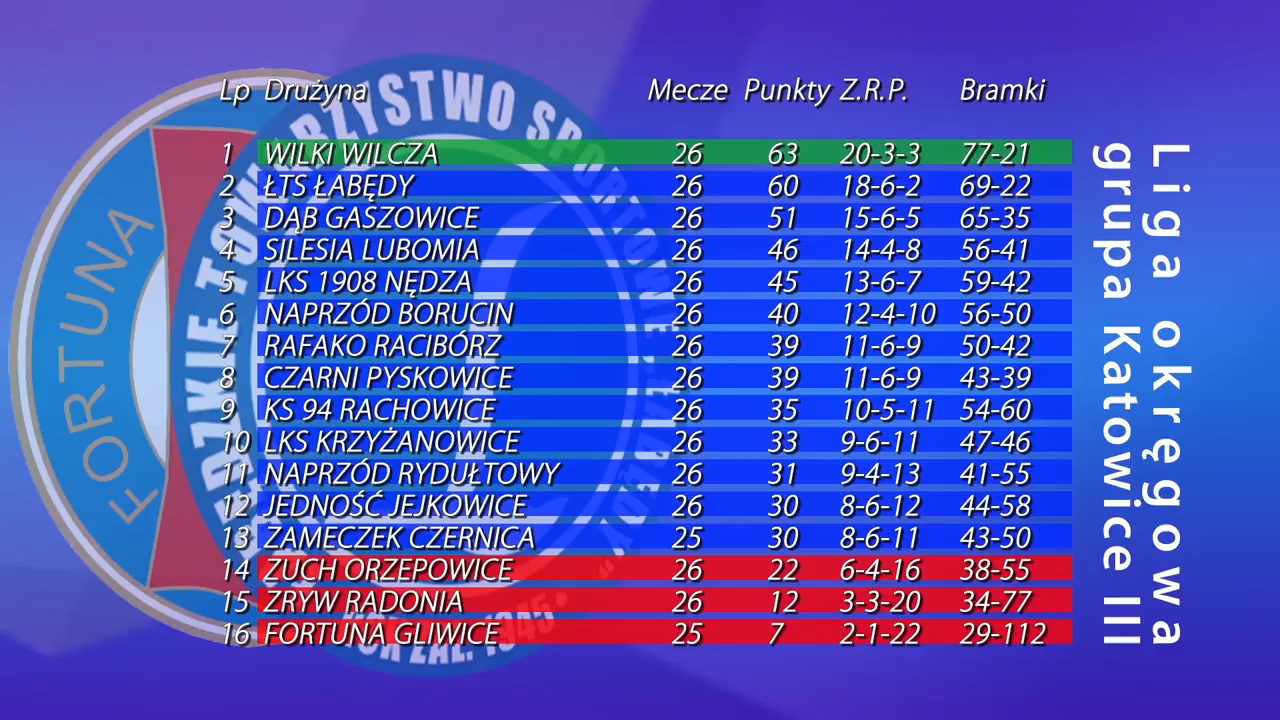 Lp Drużyna Mecze Punkty Z.R.P. Bramki
1 WILKI WILCZA 26 63 20-3-3 77-21
2 ŁTS ŁABĘDY 26 60 18-6-2 69-22
3 DĄB GASZOWICE 26 51 15-6-5 65-35
4 SILESIA LUBOMIA 26 46 14-4-8 56-41
5 LKS 1908 NĘDZA 26 45 13-6-7 59-42
6 NAPRZÓD BORUCIN 26 40 12-4-10 56-50
7 RAFAKO RACIBÓRZ 26 39 11-6-9 50-42
8 CZARNI PYSKOWICE 26 39 11-6-9 43-39
9 KS 94 RACHOWICE 26 35 10-5-11 54-60
10 LKS KRZYŻANOWICE 26 33 9-6-11 47-46
11 NAPRZÓD RYDUŁTOWY 26 31 9-4-13 41-55
12 JEDNOŚĆ JEJKOWICE 26 30 8-6-12 44-58
13 ZAMECZEK CZERNICA 25 30 8-6-11 43-50
14 ZUCH ORZEPOWICE 26 22 6-4-16 38-55
15 ZRYW RADONIA 26 12 3-3-20 34-77
16 FORTUNA GLIWICE 25 7 2-1-22 29-112
Liga okręgowa
grupa Katowice III
FORTUNA
SPORTOWE
ZAŁ. 1945